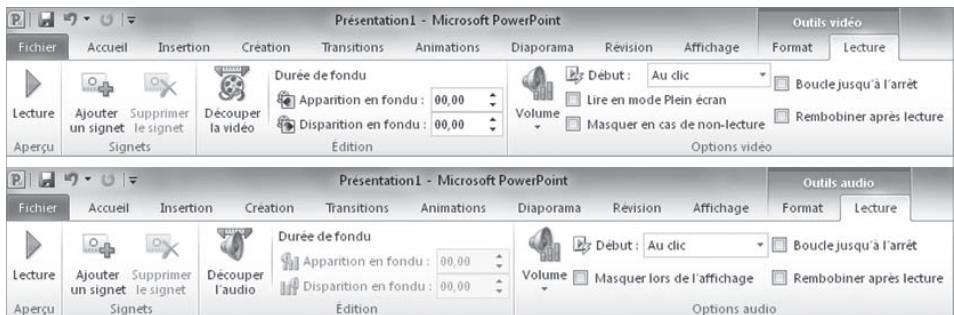 Présentation1 - Microsoft PowerPoint
Outils vidéo
Fichier Accueil Insertion Création Transitions Animations Diaporama Révision Affichage Format Lecture
Lecture
Ajouter un signet
Supprimer le signet
Découper la vidéo
Durée de fondu
Apparition en fondu : 00,00
Disparition en fondu : 00,00
Volume
Début : Au clic
Lire en mode Plein écran
Masquer en cas de non-lecture
Boucle jusqu'à l'arrêt
Rembobiner après lecture
Aperçu Signets Édition Options vidéo
Présentation1 - Microsoft PowerPoint
Outils audio
Fichier Accueil Insertion Création Transitions Animations Diaporama Révision Affichage Format Lecture
Lecture
Ajouter un signet
Supprimer le signet
Découper l'audio
Durée de fondu
Apparition en fondu : 00,00
Disparition en fondu : 00,00
Volume
Début : Au clic
Masquer lors de l'affichage
Boucle jusqu'à l'arrêt
Rembobiner après lecture
Aperçu Signets Édition Options audio